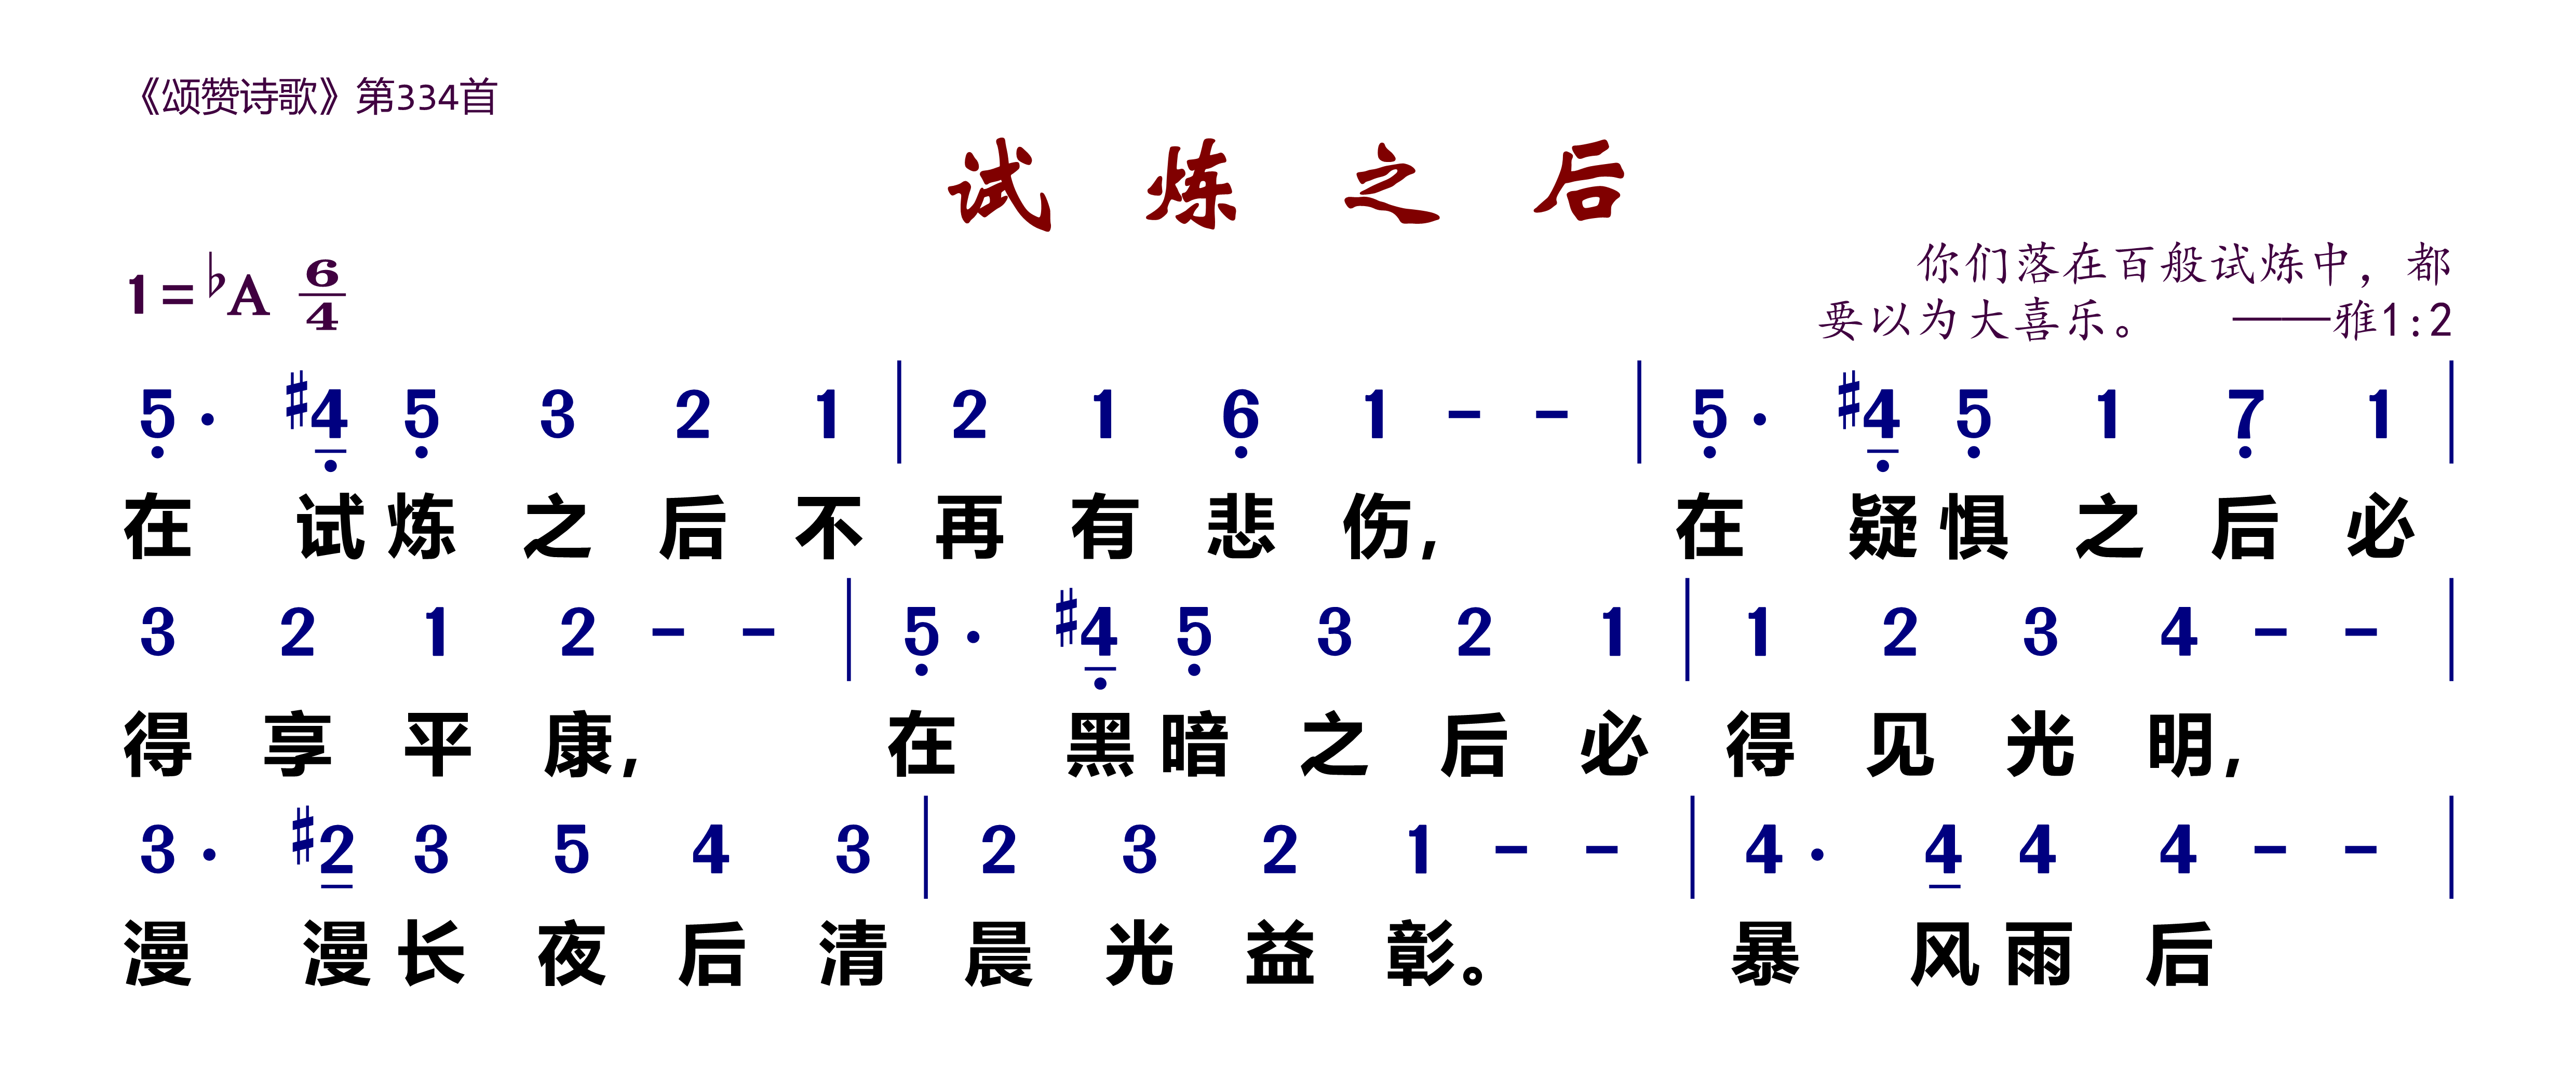 《颂赞诗歌》第334首
试 炼 之 后
1=♭A 6/4
你们落在百般试炼中，都
要以为大喜乐。 ——雅1:2
5̣· #4̣ 5̣ 3 2 1 | 2 1 6̣ 1 - - | 5̣· #4̣ 5̣ 1 7̣ 1 |
在 试炼 之 后 不 再 有 悲 伤, 在 疑惧 之 后 必
3 2 1 2 - - | 5̣· #4̣ 5̣ 3 2 1 | 1 2 3 4 - - |
得 享 平 康, 在 黑暗 之 后 必 得 见 光 明,
3· #2 3 5 4 3 | 2 3 2 1 - - | 4· 4 4 4 - - |
漫 漫长 夜 后 清 晨 光 益 彰。 暴 风雨 后